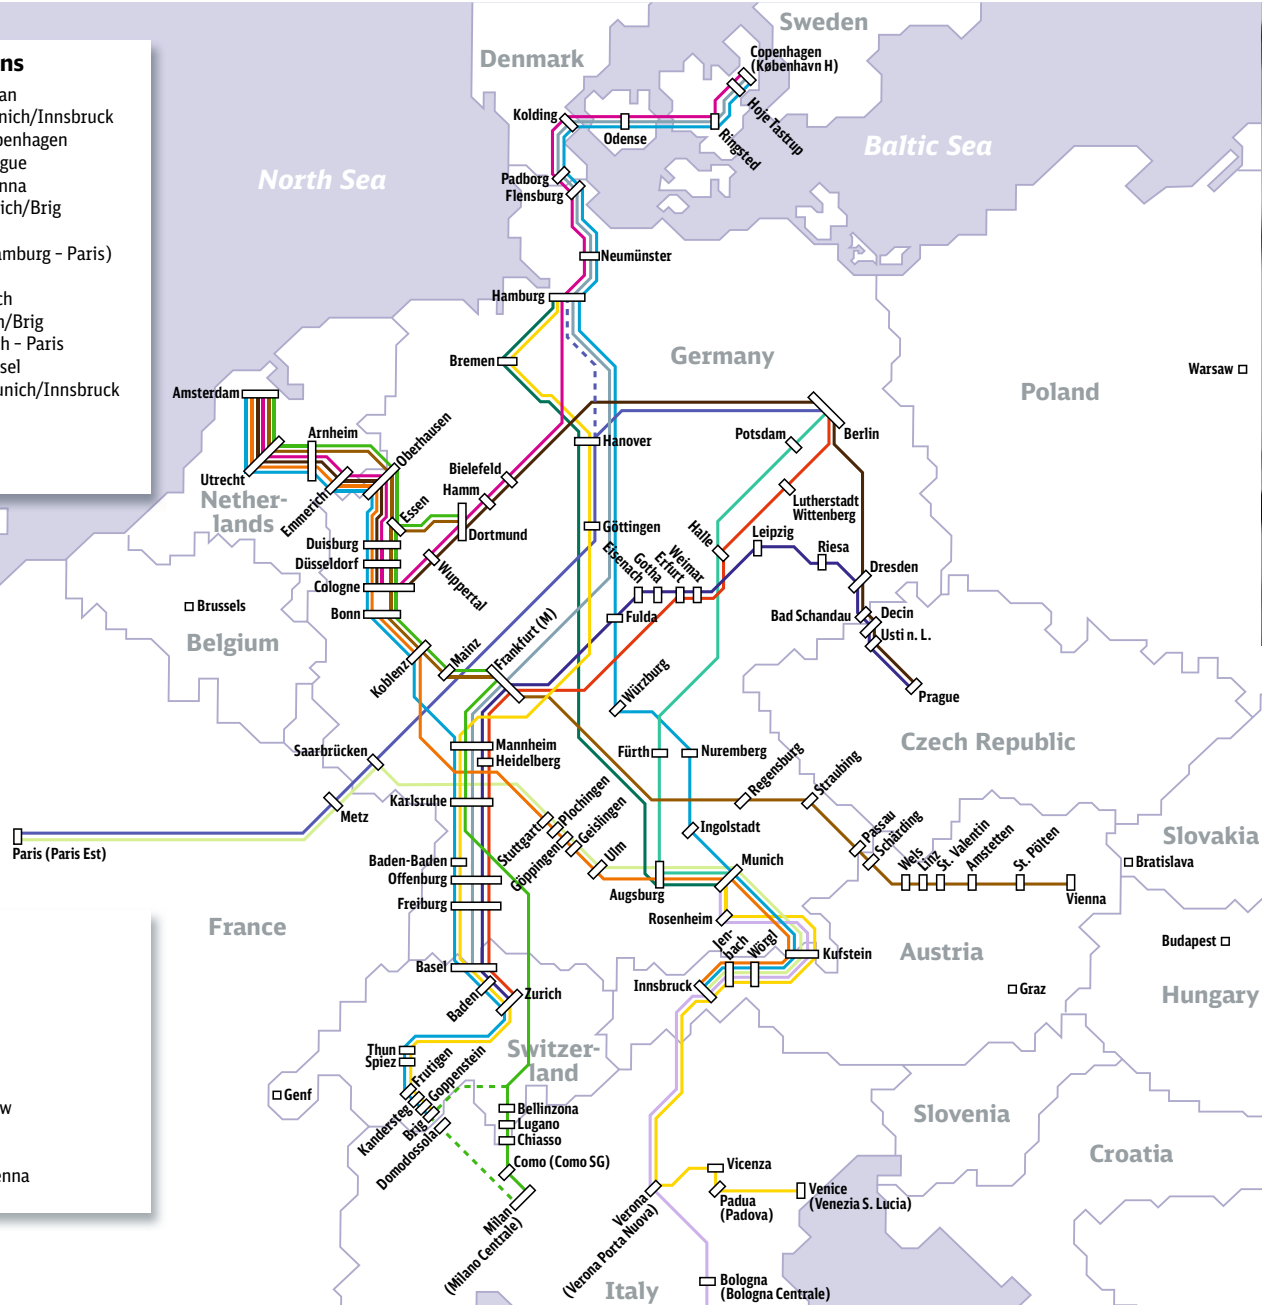 ns
an
nich/Innsbruck
penhagen
gue
nna
ich/Brig
amburg – Paris)
ch
n/Brig
h – Paris
sel
unich/Innsbruck
w
enna
Sweden
Denmark
Copenhagen
(København H)
Kolding
Odense
Hoje Tastrup
Ringsted
Baltic Sea
North Sea
Padborg
Flensburg
Neumünster
Hamburg
Germany
Bremen
Poland
Warsaw
Amsterdam
Arnheim
Oberhausen
Utrecht
Emmerich
Nether-
lands
Essen
Bielefeld
Hamm
Dortmund
Hanover
Potsdam
Berlin
Lutherstadt
Wittenberg
Göttingen
Halle
Leipzig
Riesa
Dresden
Duisburg
Düsseldorf
Cologne
Wuppertal
Bonn
Eisenach
Gotha
Erfurt
Weimar
Fulda
Bad Schandau
Decin
Usti n. L.
Prague
Brussels
Belgium
Koblenz
Mainz
Frankfurt (M)
Würzburg
Saarbrücken
Mannheim
Heidelberg
Fürth
Nuremberg
Czech Republic
Metz
Karlsruhe
Regensburg
Straubing
Paris (Paris Est)
Stuttgart
Plochingen
Göppingen
Geislingen
Ulm
Ingolstadt
Passau
Schärding
Wels
Linz
St. Valentin
Amstetten
St. Pölten
Vienna
Slovakia
Bratislava
Baden-Baden
Offenburg
Freiburg
Augsburg
Munich
Rosenheim
France
Jen-
bach
Wörgl
Kufstein
Austria
Budapest
Hungary
Graz
Basel
Baden
Zurich
Innsbruck
Thun
Spiez
Frutigen
Goppenstein
Switzer-
land
Genf
Kandersteg
Brig
Domodossola
Bellinzona
Lugano
Chiasso
Como (Como SG)
Milan
(Milano Centrale)
Slovenia
Croatia
Vicenza
Padua
(Padova)
Venice
(Venezia S. Lucia)
Verona
(Verona Porta Nuova)
Italy
Bologna
(Bologna Centrale)